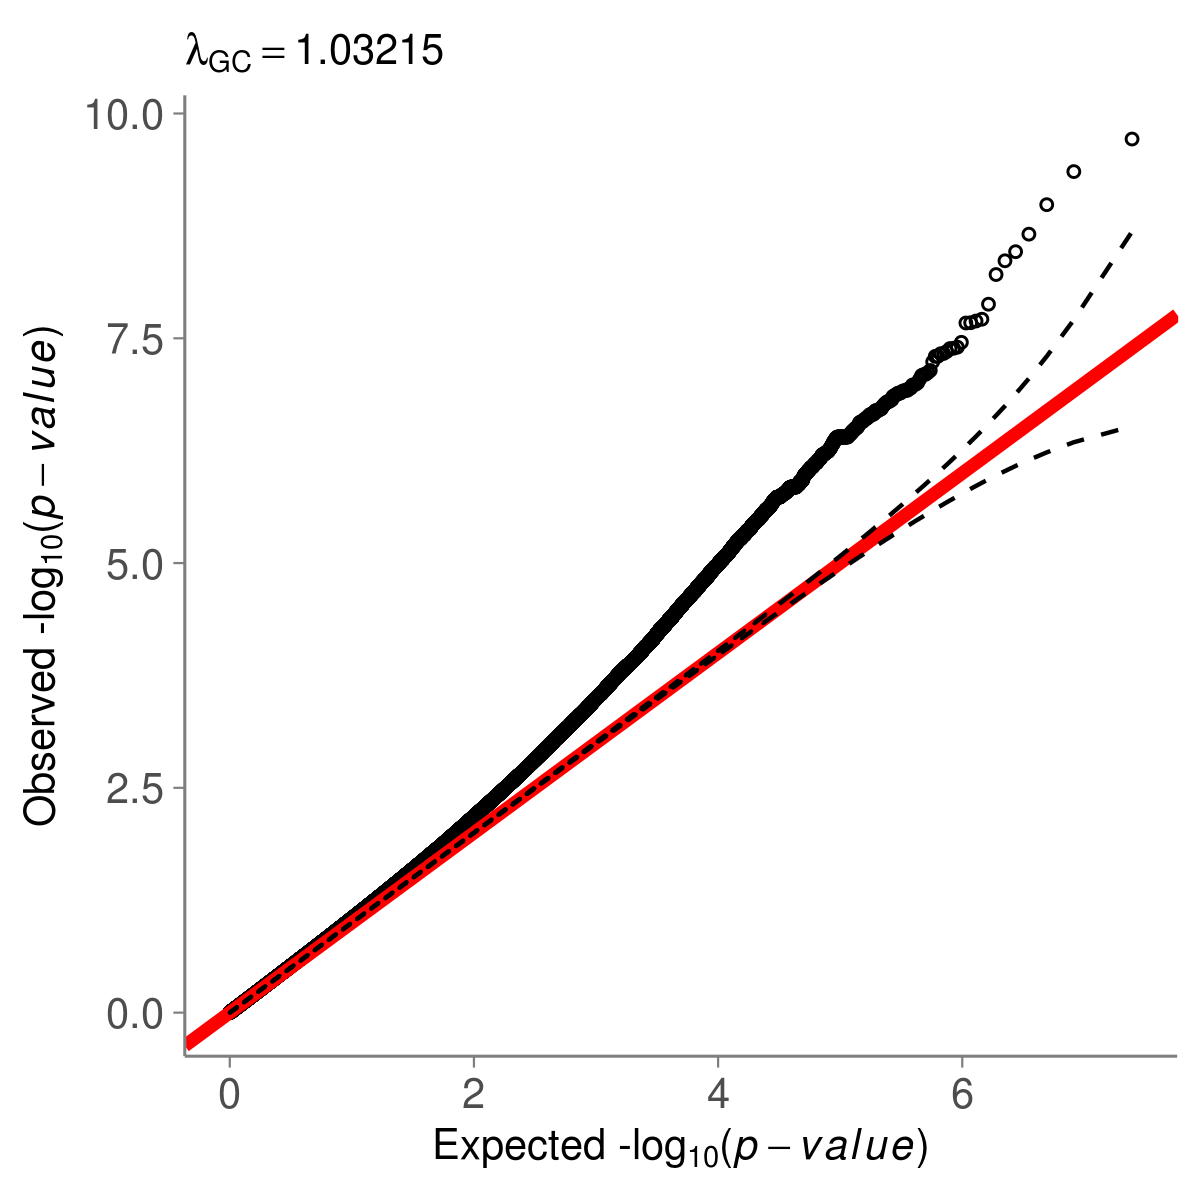 λGC = 1.03215
10.0
7.5
5.0
2.5
0.0
Observed -log10(p − value)
0 2 4 6
Expected -log10(p − value)